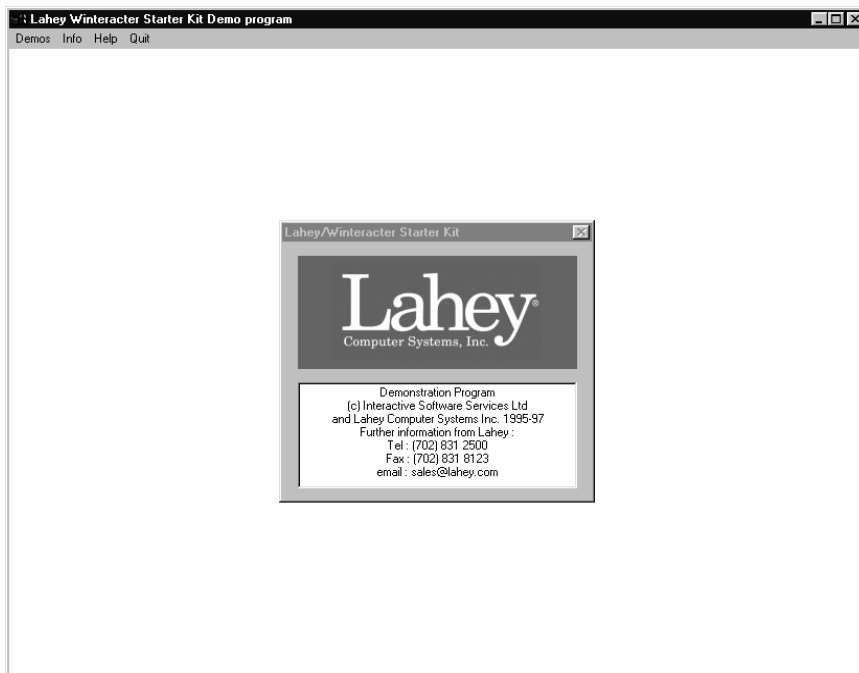 Lahey Winteracter Starter Kit Demo program
Demos Info Help Quit
Lahey/Winteracter Starter Kit
Lahey®
Computer Systems, Inc.
Demonstration Program
(c) Interactive Software Services Ltd
and Lahey Computer Systems Inc. 1995-97
Further information from Lahey :
Tel : (702) 831 2500
Fax : (702) 831 8123
email : sales@lahey.com